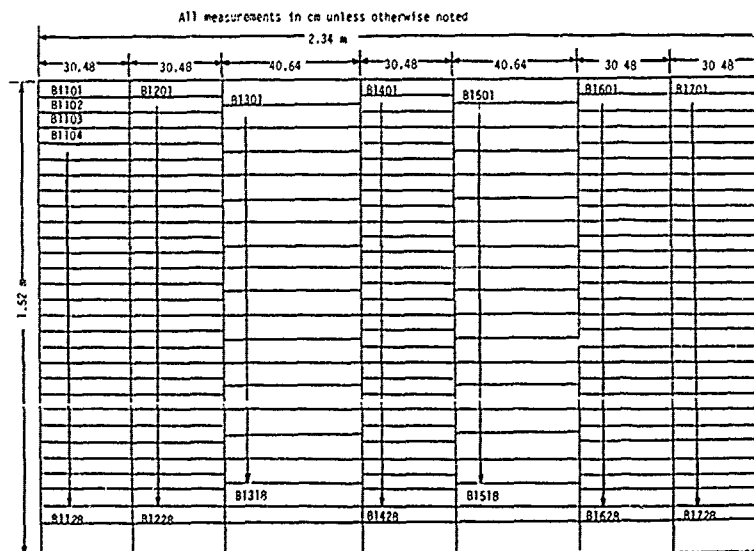 All measurements in cm unless otherwise noted
2.34 m
30.48 30.48 40.64 30.48 40.64 30 48 30 48
B1101 B1201 B1301 B1401 B1501 B1601 B1701
B1102
B1103
B1104
1.52 m
B1318 B1518
B1128 B1228 B1428 B1628 B1728